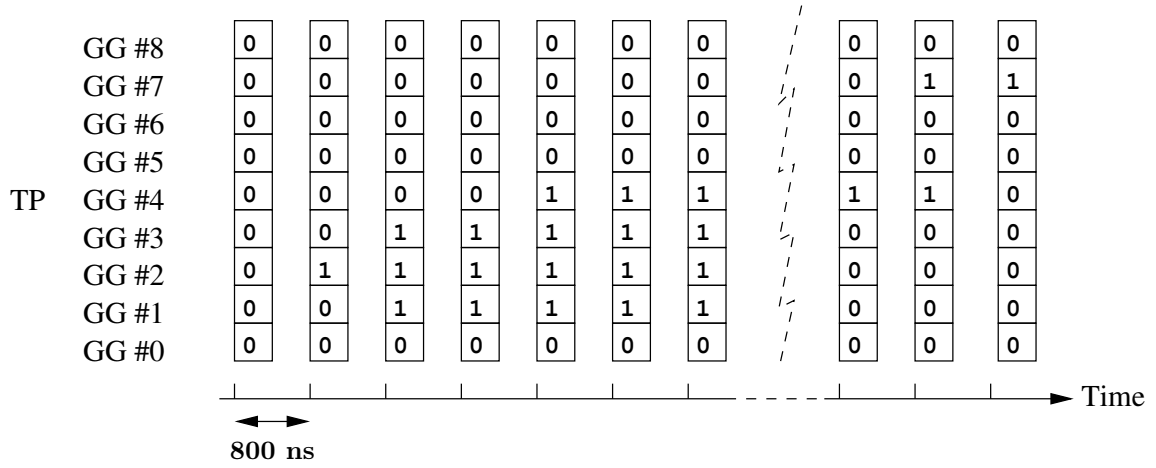 GG #8 0 0 0 0 0 0 0 0 0 0
GG #7 0 0 0 0 0 0 0 0 1 1
GG #6 0 0 0 0 0 0 0 0 0 0
GG #5 0 0 0 0 0 0 0 0 0 0
TP GG #4 0 0 0 0 1 1 1 1 1 0
GG #3 0 0 1 1 1 1 1 0 0 0
GG #2 0 1 1 1 1 1 1 0 0 0
GG #1 0 0 1 1 1 1 1 0 0 0
GG #0 0 0 0 0 0 0 0 0 0 0
Time
800 ns